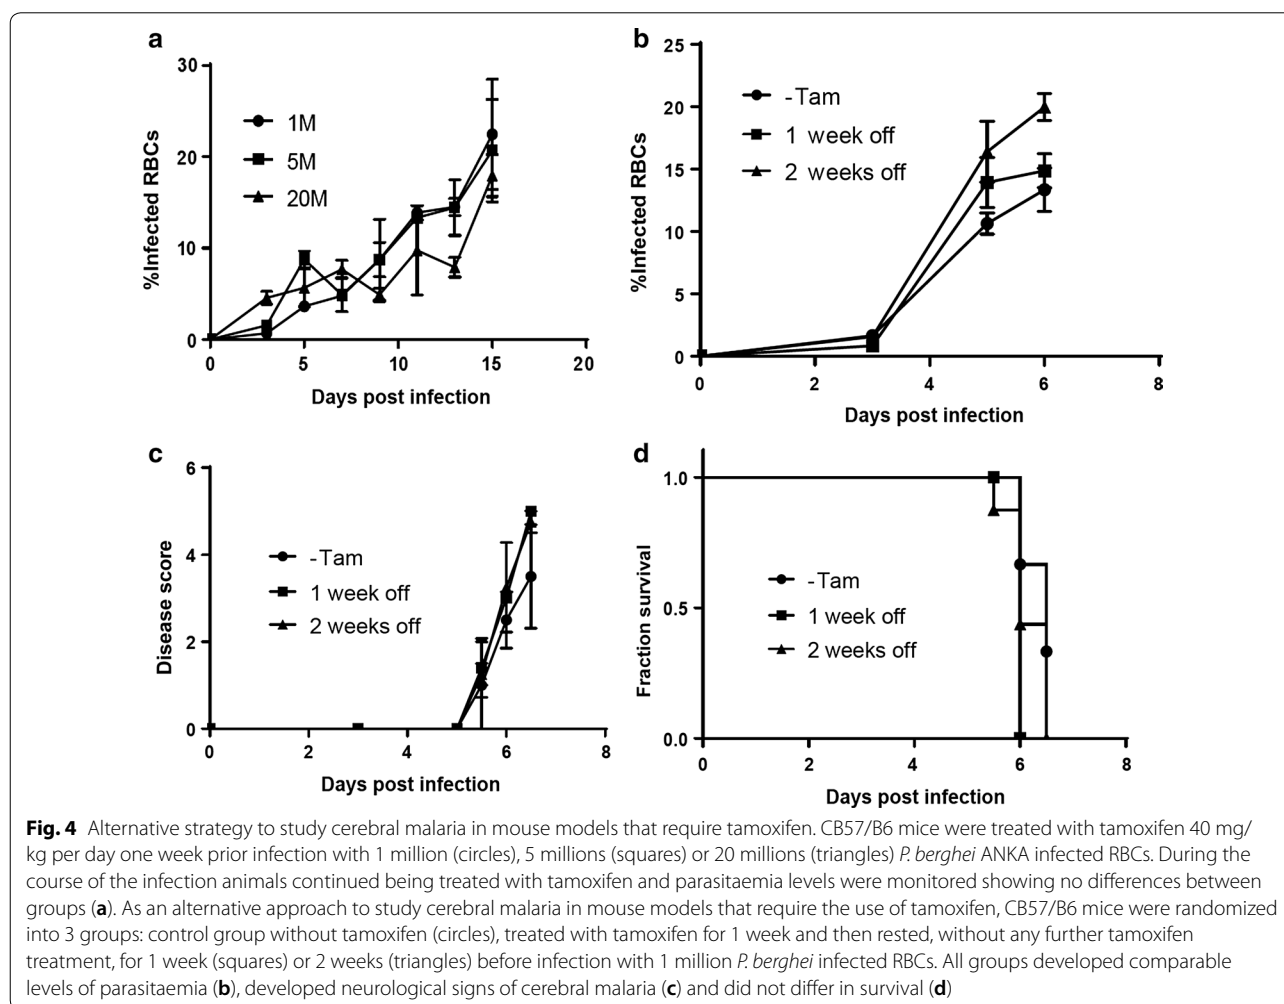 a
30
20
10
0
%Infected RBCs
1M
5M
20M
0 5 10 15 20
Days post infection
b
25
20
15
10
5
0
%Infected RBCs
-Tam
1 week off
2 weeks off
0 2 4 6 8
Days post infection
c
6
4
2
0
Disease score
-Tam
1 week off
2 weeks off
0 2 4 6 8
Days post infection
d
1.0
0.5
0.0
Fraction survival
-Tam
1 week off
2 weeks off
0 2 4 6 8
Days post infection
Fig. 4 Alternative strategy to study cerebral malaria in mouse models that require tamoxifen. CB57/B6 mice were treated with tamoxifen 40 mg/
kg per day one week prior infection with 1 million (circles), 5 millions (squares) or 20 millions (triangles) P. berghei ANKA infected RBCs. During the
course of the infection animals continued being treated with tamoxifen and parasitaemia levels were monitored showing no differences between
groups (a). As an alternative approach to study cerebral malaria in mouse models that require the use of tamoxifen, CB57/B6 mice were randomized
into 3 groups: control group without tamoxifen (circles), treated with tamoxifen for 1 week and then rested, without any further tamoxifen
treatment, for 1 week (squares) or 2 weeks (triangles) before infection with 1 million P. berghei infected RBCs. All groups developed comparable
levels of parasitaemia (b), developed neurological signs of cerebral malaria (c) and did not differ in survival (d)